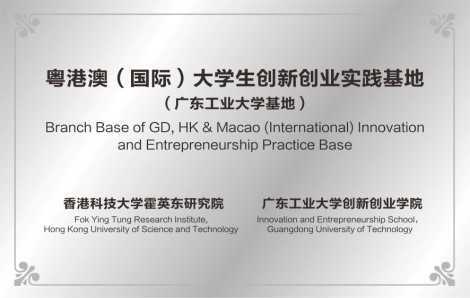 粤港澳（国际）大学生创新创业实践基地
（广东工业大学基地）
Branch Base of GD, HK & Macao (International) Innovation
and Entrepreneurship Practice Base
香港科技大学霍英东研究院
Fok Ying Tung Research Institute,
Hong Kong University of Science and Technology
广东工业大学创新创业学院
Innovation and Entrepreneurship School,
Guangdong University of Technology